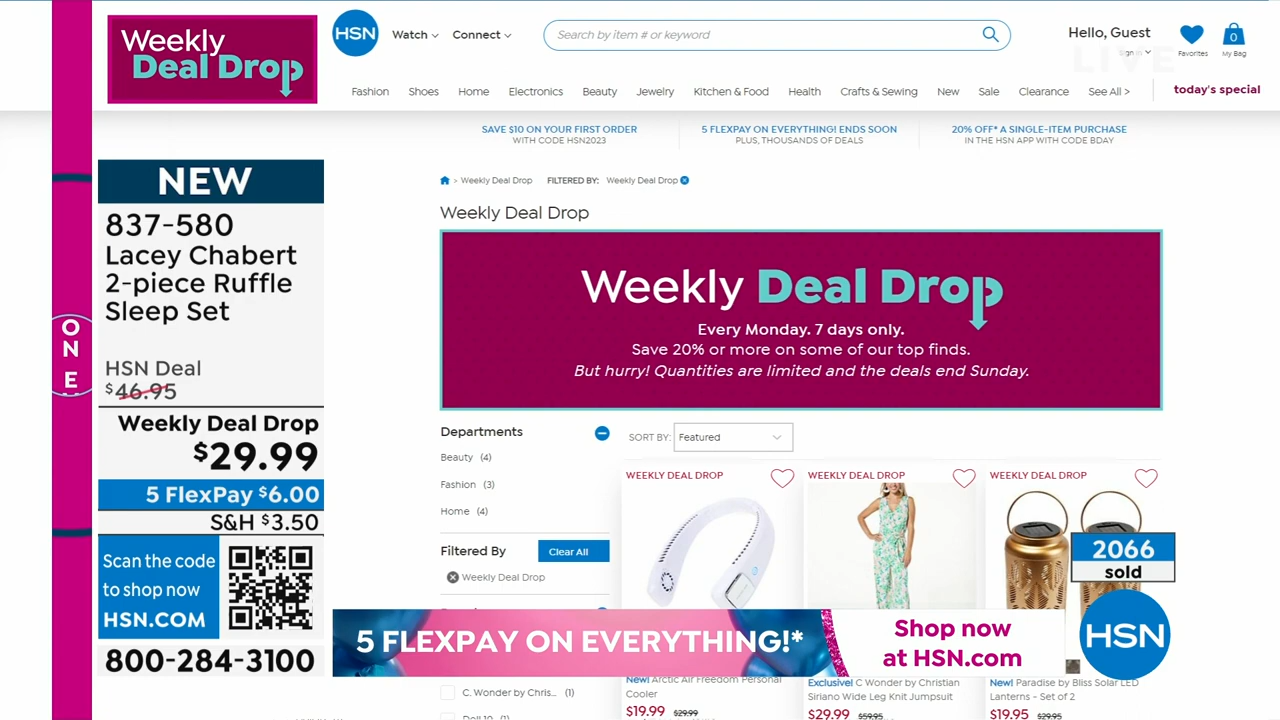 Weekly
Deal Drop
HSN
Watch
Connect
Search by item # or keyword
Hello, Guest
Sign In
LIVE
Favorites
0
My Bag
Fashion
Shoes
Home
Electronics
Beauty
Jewelry
Kitchen & Food
Health
Crafts & Sewing
New
Sale
Clearance
See All >
today's special
SAVE $10 ON YOUR FIRST ORDER
WITH CODE HSN2023
5 FLEXPAY ON EVERYTHING! ENDS SOON
PLUS, THOUSANDS OF DEALS
20% OFF* A SINGLE-ITEM PURCHASE
IN THE HSN APP WITH CODE BDAY
> Weekly Deal Drop
FILTERED BY: Weekly Deal Drop
Weekly Deal Drop
Weekly Deal Drop
Every Monday. 7 days only.
Save 20% or more on some of our top finds.
But hurry! Quantities are limited and the deals end Sunday.
ON E
NEW
837-580
Lacey Chabert
2-piece Ruffle
Sleep Set
HSN Deal
$46.95
Weekly Deal Drop
$29.99
5 FlexPay $6.00
S&H $3.50
Scan the code
to shop now
HSN.COM
800-284-3100
Departments
Beauty (4)
Fashion (3)
Home (4)
Filtered By
Clear All
Weekly Deal Drop
C. Wonder by Chris... (1)
SORT BY: Featured
WEEKLY DEAL DROP
WEEKLY DEAL DROP
WEEKLY DEAL DROP
2066
sold
5 FLEXPAY ON EVERYTHING!*
Shop now
at HSN.com
HSN
New! Arctic Air Freedom Personal
Cooler
$19.99 $29.99
Exclusive! C Wonder by Christian
Siriano Wide Leg Knit Jumpsuit
$29.99 $59.95
New! Paradise by Bliss Solar LED
Lanterns - Set of 2
$19.95 $29.95